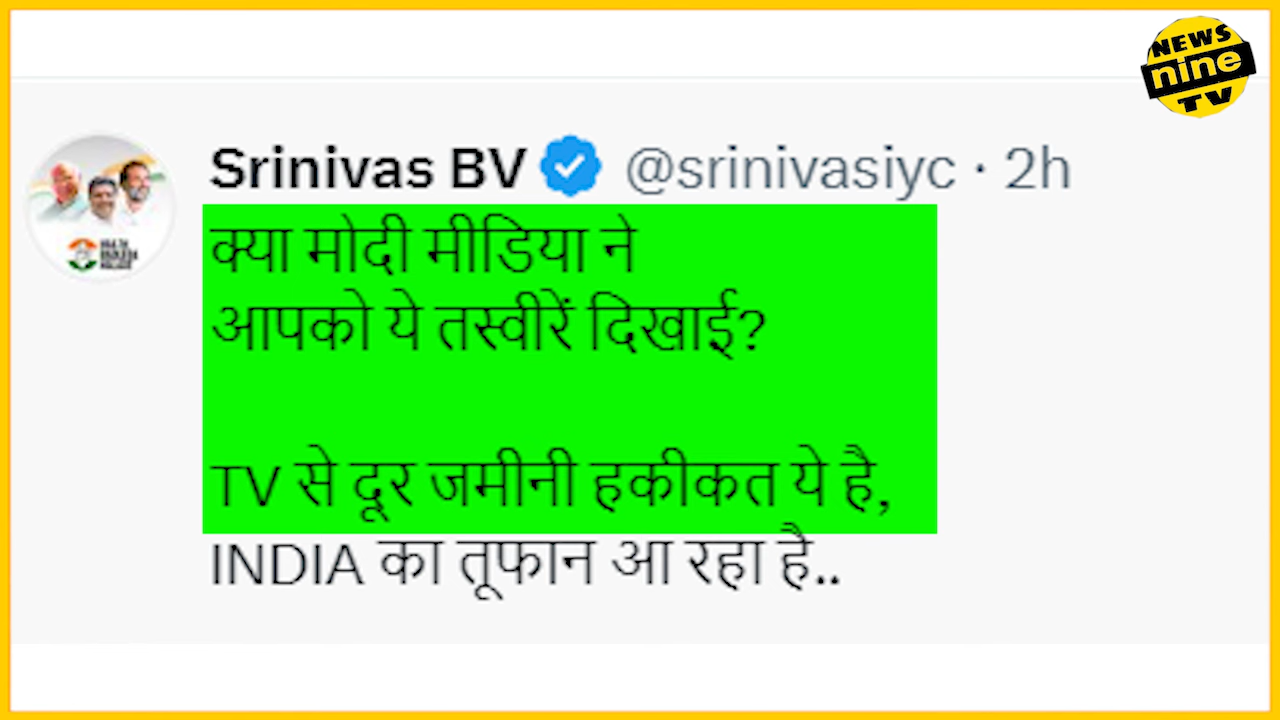 NEWS
nine
TV
Srinivas BV @srinivasiyc · 2h
क्या मोदी मीडिया ने
आपको ये तस्वीरें दिखाई?
TV से दूर जमीनी हकीकत ये है,
INDIA का तूफान आ रहा है..